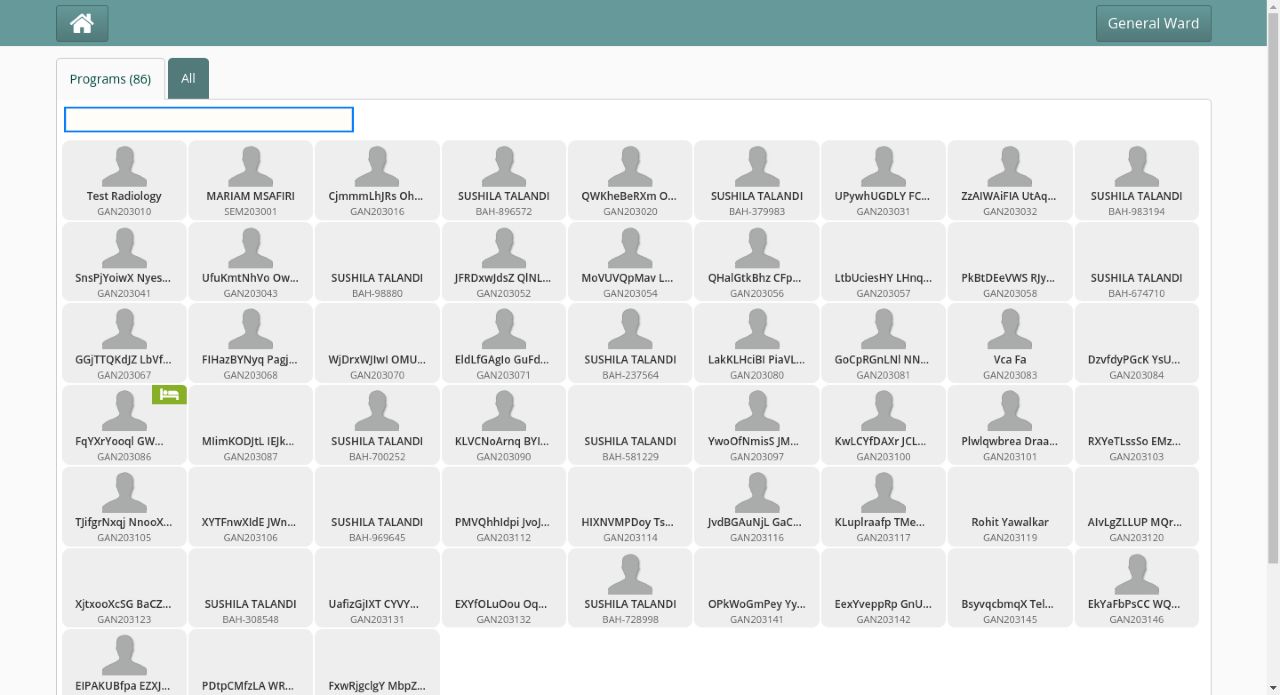 General Ward
Programs (86)
All
Test Radiology
GAN203010
MARIAM MSAFIRI
SEM203001
CjmmmLhJRs Oh...
GAN203016
SUSHILA TALANDI
BAH-896572
QWKheBeRXm O...
GAN203020
SUSHILA TALANDI
BAH-379983
UPywhUGDLY FC...
GAN203031
ZzAIWAiFIA UtAq...
GAN203032
SUSHILA TALANDI
BAH-983194
SnsPjYoiwX Nyes...
GAN203041
UfuKmtNhVo Ow...
GAN203043
SUSHILA TALANDI
BAH-98880
JFRDxwJdsZ QlNL...
GAN203052
MoVUVQpMav L...
GAN203054
QHalGtkBhz CFp...
GAN203056
LtbUciesHY LHnq...
GAN203057
PkBtDEeVWS RJy...
GAN203058
SUSHILA TALANDI
BAH-674710
GGjTTQKdJZ LbVf...
GAN203067
FIHazBYNyq Pagj...
GAN203068
WjDrxWJIwI OMU...
GAN203070
EldLfGAgIo GuFd...
GAN203071
SUSHILA TALANDI
BAH-237564
LakKLHciBI PiaVL...
GAN203080
GoCpRGnLNl NN...
GAN203081
Vca Fa
GAN203083
DzvfdyPGcK YsU...
GAN203084
FqYXrYooql GW...
GAN203086
MIimKODJtL IEJk...
GAN203087
SUSHILA TALANDI
BAH-700252
KLVCNoArnq BYI...
GAN203090
SUSHILA TALANDI
BAH-581229
YwoOfNmisS JM...
GAN203097
KwLCYfDAXr JCL...
GAN203100
Plwlqwbrea Draa...
GAN203101
RXYeTLssSo EMz...
GAN203103
TJifgrNxqj NnooX...
GAN203105
XYTFnwXIdE JWn...
GAN203106
SUSHILA TALANDI
BAH-969645
PMVQhhIdpi JvoJ...
GAN203112
HIXNVMPDoy Ts...
GAN203114
JvdBGAuNjL GaC...
GAN203116
KLuplraafp TMe...
GAN203117
Rohit Yawalkar
GAN203119
AIvLgZLLUP MQr...
GAN203120
XjtxooXcSG BaCZ...
GAN203123
SUSHILA TALANDI
BAH-308548
UafizGjIXT CYVY...
GAN203131
EXYfOLuOou Oq...
GAN203132
SUSHILA TALANDI
BAH-728998
OPkWoGmPey Yy...
GAN203141
EexYveppRp GnU...
GAN203142
BsyvqcbmqX Tel...
GAN203145
EkYaFbPsCC WQ...
GAN203146
EIPAKUBfpa EZXJ...
PDtpCMfzLA WR...
FxwRjgclgY MbpZ...